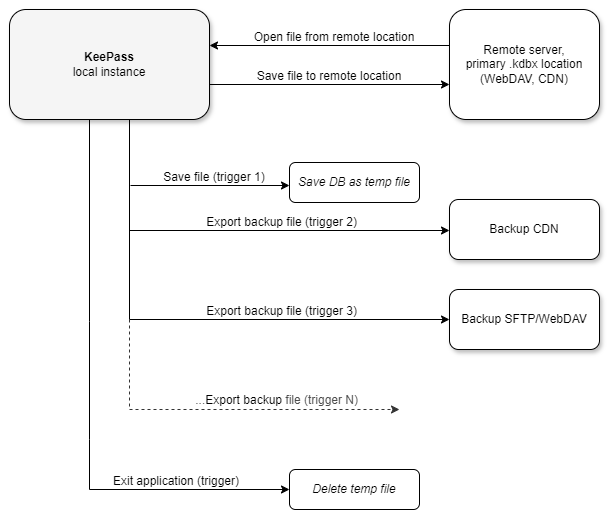 KeePass
local instance
Open file from remote location
Save file to remote location
Remote server,
primary .kdbx location
(WebDAV, CDN)
Save file (trigger 1)
Save DB as temp file
Export backup file (trigger 2)
Backup CDN
Export backup file (trigger 3)
Backup SFTP/WebDAV
...Export backup file (trigger N)
Exit application (trigger)
Delete temp file